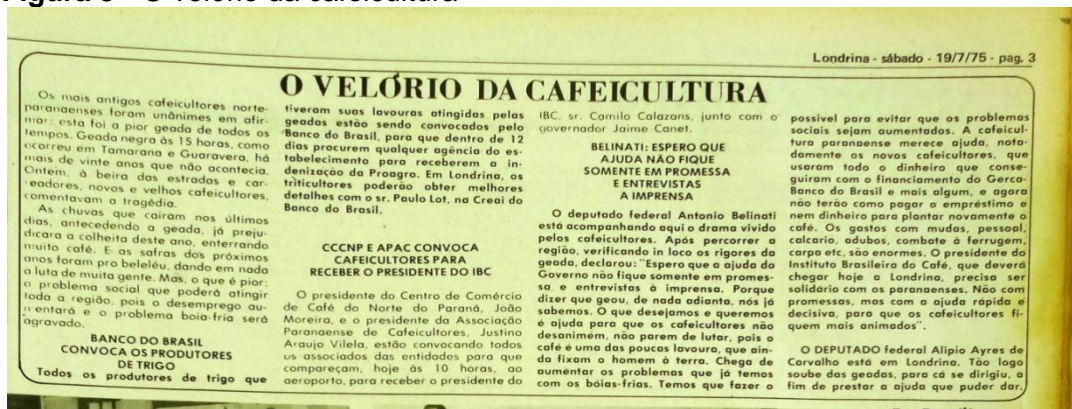 Londrina - sábado - 19/7/75 - pag. 3
O VELÓRIO DA CAFEICULTURA
Os mais antigos cafeicultores norte-
paranaenses foram unânimes em afir-
mar: esta foi a pior geada de todos os
tempos. Geada negra às 15 horas, como
ocorreu em Tamarana e Guaravera, há
mais de vinte anos que não acontecia.
Ontem, à beira das estradas e car-
readores, novos e velhos cafeicultores,
comentavam a tragédia.
As chuvas que cairam nos últimos
dias, antecedendo a geada, já preju-
dicara a colheita deste ano, enterrando
muito café. E as safras dos próximos
anos foram pro beleléu, dando em nada
a luta de muita gente. Mas, o que é pior:
o problema social que poderá atingir
toda a região, pois o desemprego au-
mentará e o problema boia-fria será
agravado.
BANCO DO BRASIL
CONVOCA OS PRODUTORES
DE TRIGO
Todos os produtores de trigo que
tiveram suas lavouras atingidas pelas
geadas estão sendo convocados pelo
Banco do Brasil, para que dentro de 12
dias procurem qualquer agência do es-
tabelecimento para receberem a in-
denização da Proagro. Em Londrina, os
triticultores poderão obter melhores
detalhes com o sr. Paulo Lot, na Creai do
Banco do Brasil.
CCCNP E APAC CONVOCA
CAFEICULTORES PARA
RECEBER O PRESIDENTE DO IBC
O presidente do Centro de Comércio
de Café do Norte do Paraná, João
Moreira, e o presidente da Associação
Paranaense de Cafeicultores, Justino
Araujo Vilela, estão convocando todos
us associados das entidades para que
compareçam, hoje às 10 horas, ao
aeroporto, para receber o presidente do
IBC, sr. Camilo Calazans, junto com o
governador Jaime Canet.
BELINATI: ESPERO QUE
AJUDA NÃO FIQUE
SOMENTE EM PROMESSA
E ENTREVISTAS
A IMPRENSA
O deputado federal Antonio Belinati
está acompanhando aqui o drama vivido
pelos cafeicultores. Após percorrer a
região, verificando in loco os rigores da
geada, declarou: "Espero que a ajuda do
Governo não fique somente em promes-
sa e entrevistas à imprensa. Porque
dizer que geou, de nada adianta, nós já
sabemos. O que desejamos e queremos
é ajuda para que os cafeicultores não
desanimem, não parem de lutar, pois o
café é uma das poucas lavoura, que ain-
da fixam o homem à terra. Chega de
aumentar os problemas que já temos
com os bóias-frias. Temos que fazer o
possivel para evitar que os problemas
sociais sejam aumentados. A cafeicul-
tura paranaense merece ajuda, nota-
damente os novos cafeicultores, que
usaram todo o dinheiro que conse-
guiram com o financiamento do Gerca-
Banco do Brasil e mais algum, e agora
não terão como pagar o empréstimo e
nem dinheiro para plantar novamente o
café. Os gastos com mudas, pessoal,
calcario, adubos, combate à ferrugem,
carpa etc, são enormes. O presidente do
Instituto Brasileiro do Café, que deverá
chegar hoje a Londrina, precisa ser
solidário com os paranaenses. Não com
promessas, mas com a ajuda rápida e
decisiva, para que os cafeicultores fi-
quem mais animados".
O DEPUTADO federal Alipio Ayres de
Carvalho está em Londrina. Tão logo
soube das geadas, para cá se dirigiu, a
fim de prestar a ajuda que puder dar.